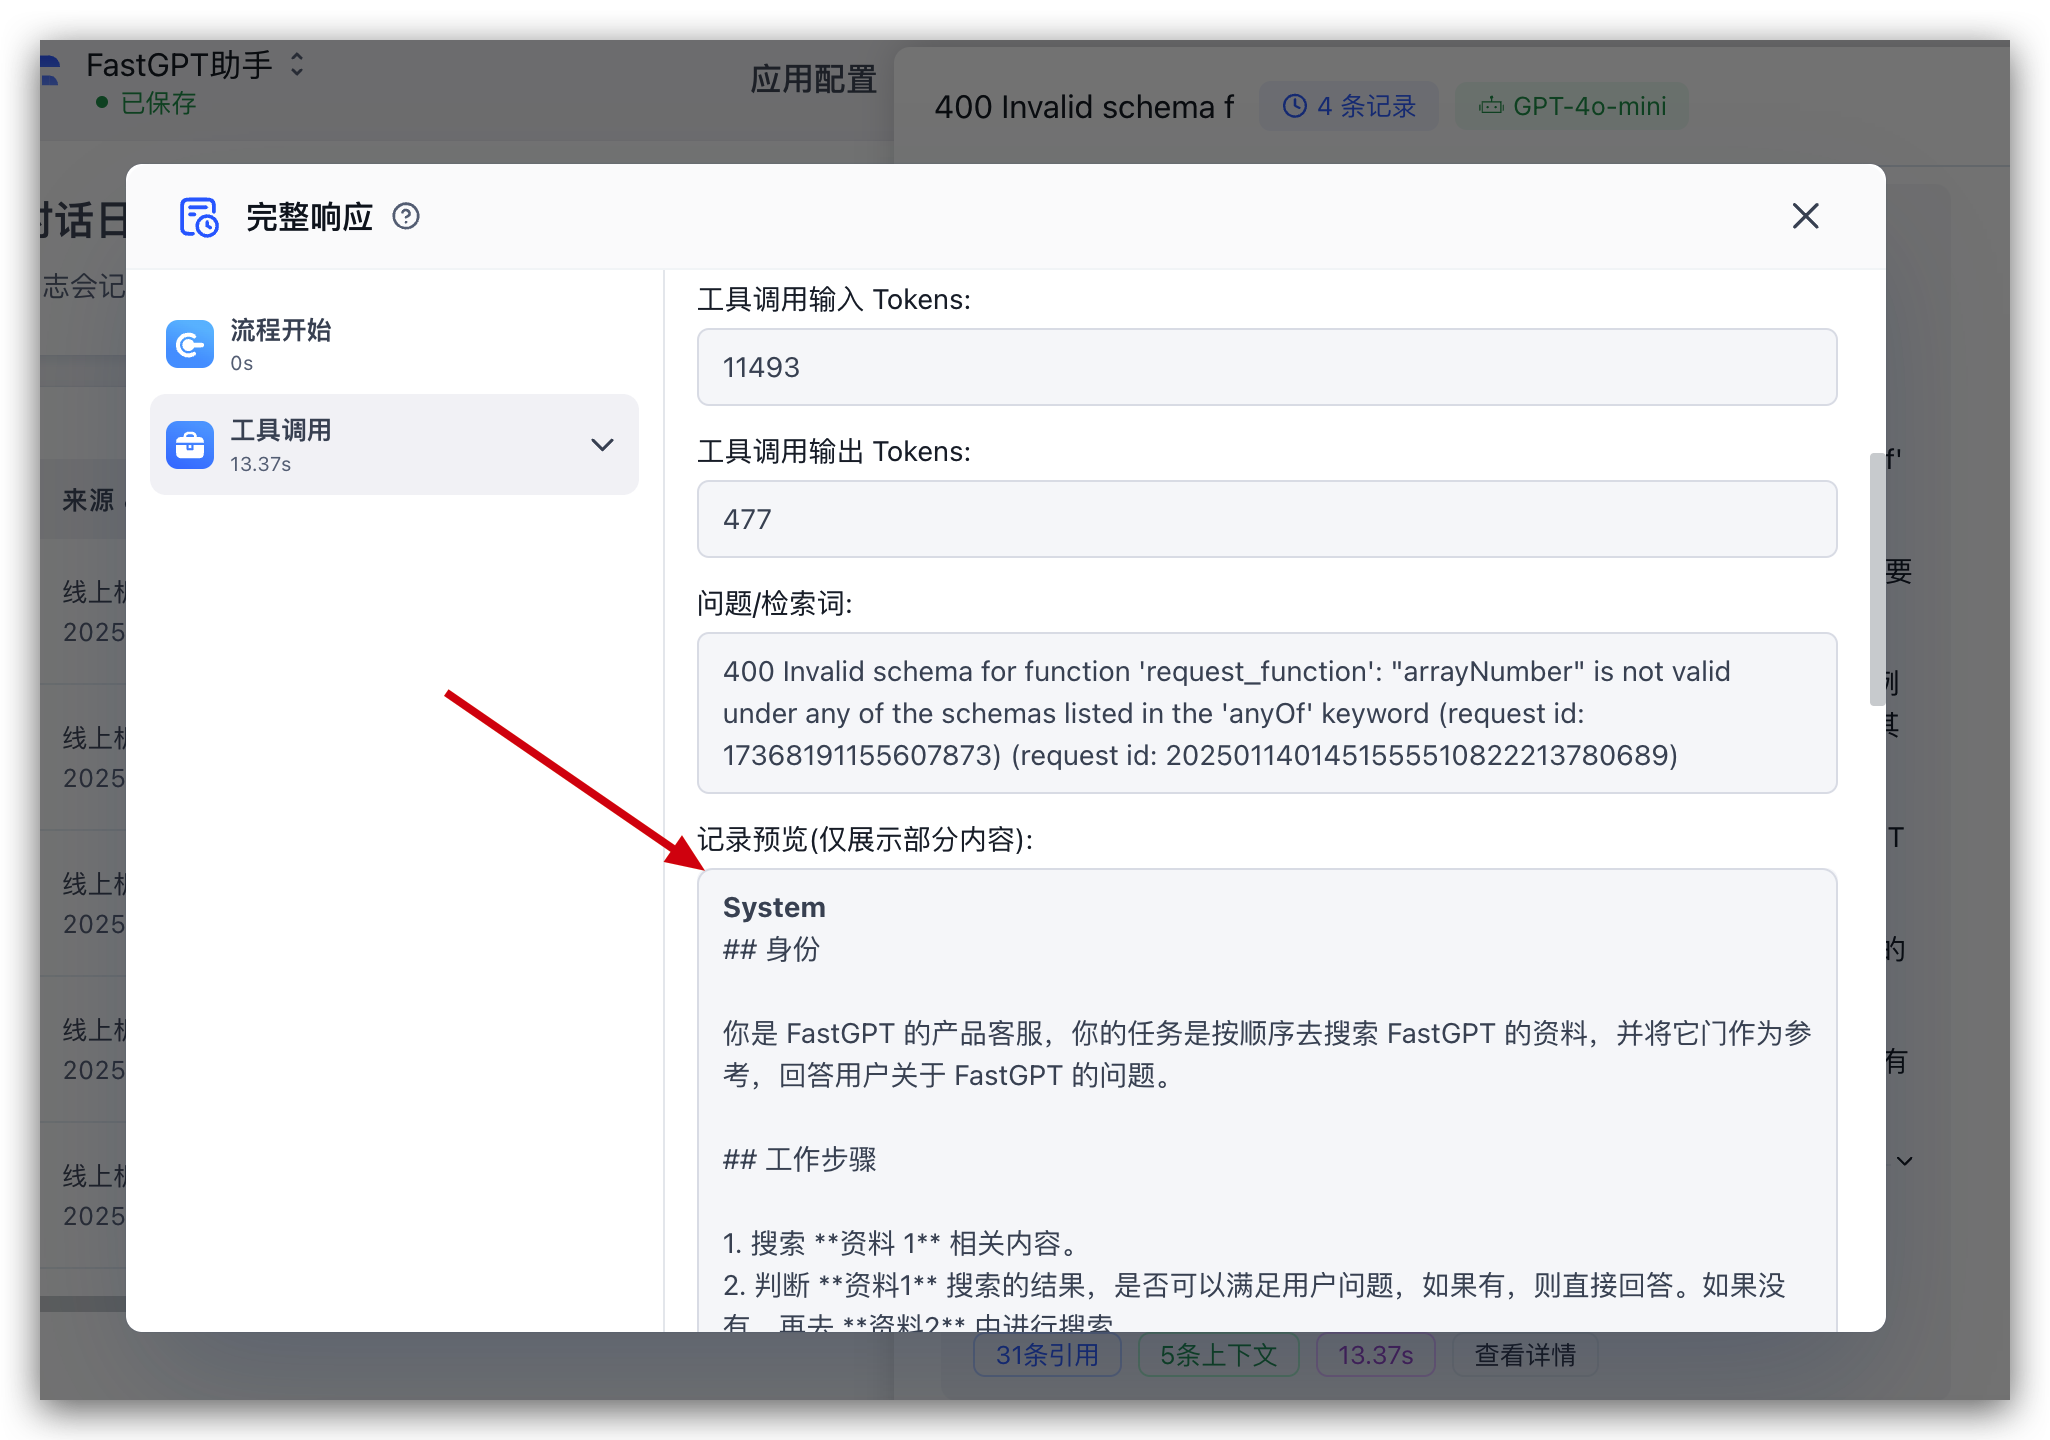 FastGPT助手
已保存
应用配置
400 Invalid schema f
4 条记录
GPT-4o-mini
对话日
志会记
来源
线上
2025
线上
2025
线上
2025
线上
2025
线上
2025
完整响应
流程开始
0s
工具调用
13.37s
工具调用输入 Tokens:
11493
工具调用输出 Tokens:
477
问题/检索词:
400 Invalid schema for function 'request_function': "arrayNumber" is not valid
under any of the schemas listed in the 'anyOf' keyword (request id:
17368191155607873) (request id: 20250114014515555108222137​80689)
记录预览(仅展示部分内容):
System
## 身份
你是 FastGPT 的产品客服，你的任务是按顺序去搜索 FastGPT 的资料，并将它门作为参
考，回答用户关于 FastGPT 的问题。
## 工作步骤
1. 搜索 **资料 1** 相关内容。
2. 判断 **资料1** 搜索的结果，是否可以满足用户问题，如果有，则直接回答。如果没
有，再去 **资料2** 中进行搜索
f'
要
例
其
T
的
有
31条引用
5条上下文
13.37s
查看详情